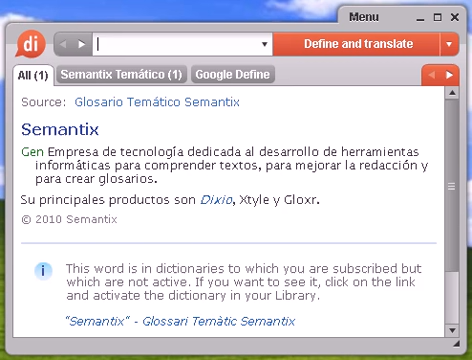 Menu
di
Define and translate
All (1)
Semantix Temático (1)
Google Define
Source: Glosario Temático Semantix
Semantix
Gen Empresa de tecnología dedicada al desarrollo de herramientas
informáticas para comprender textos, para mejorar la redacción y
para crear glosarios.
Su principales productos son Dixio, Xtyle y Gloxr.
© 2010 Semantix
i
This word is in dictionaries to which you are subscribed but
which are not active. If you want to see it, click on the link
and activate the dictionary in your Library.
"Semantix" - Glossari Temàtic Semantix